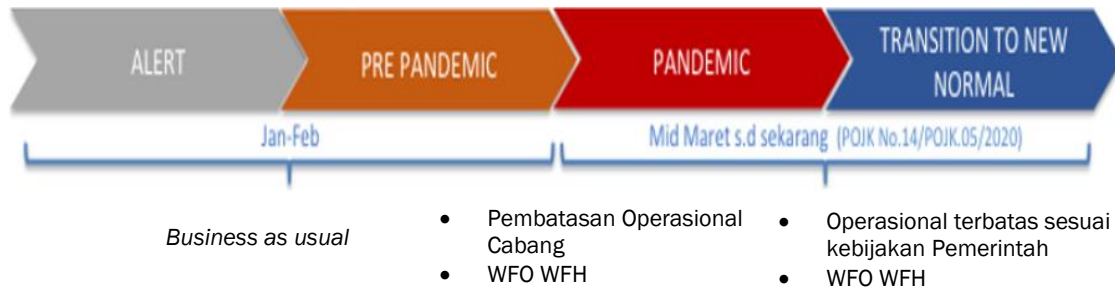 ALERT
PRE PANDEMIC
PANDEMIC
TRANSITION TO NEW
NORMAL
Jan-Feb
Mid Maret s.d sekarang (POJK No.14/POJK.05/2020)
Business as usual
• Pembatasan Operasional
Cabang
• WFO WFH
• Operasional terbatas sesuai
kebijakan Pemerintah
• WFO WFH